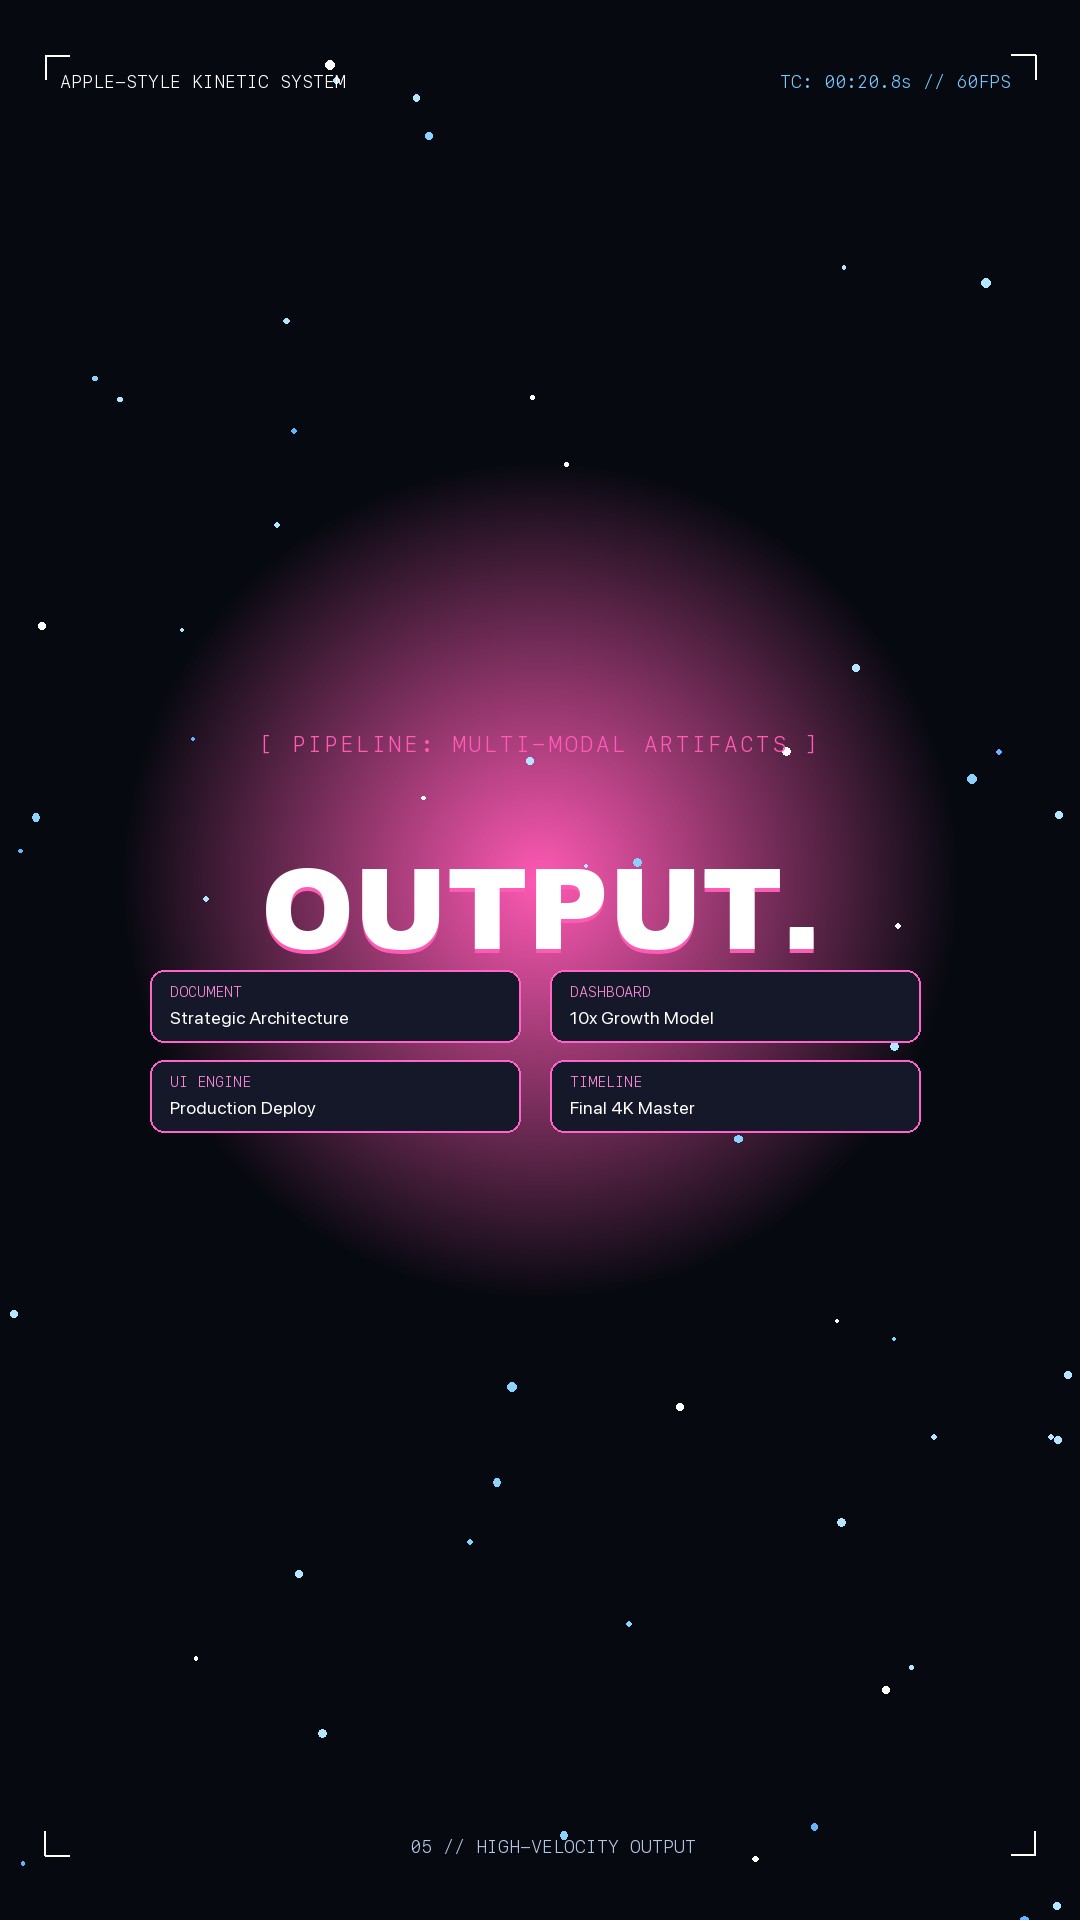 APPLE-STYLE KINETIC SYSTEM
TC: 00:20.8s // 60FPS
[ PIPELINE: MULTI-MODAL ARTIFACTS ]
OUTPUT.
DOCUMENT
Strategic Architecture
DASHBOARD
10x Growth Model
UI ENGINE
Production Deploy
TIMELINE
Final 4K Master
05 // HIGH-VELOCITY OUTPUT